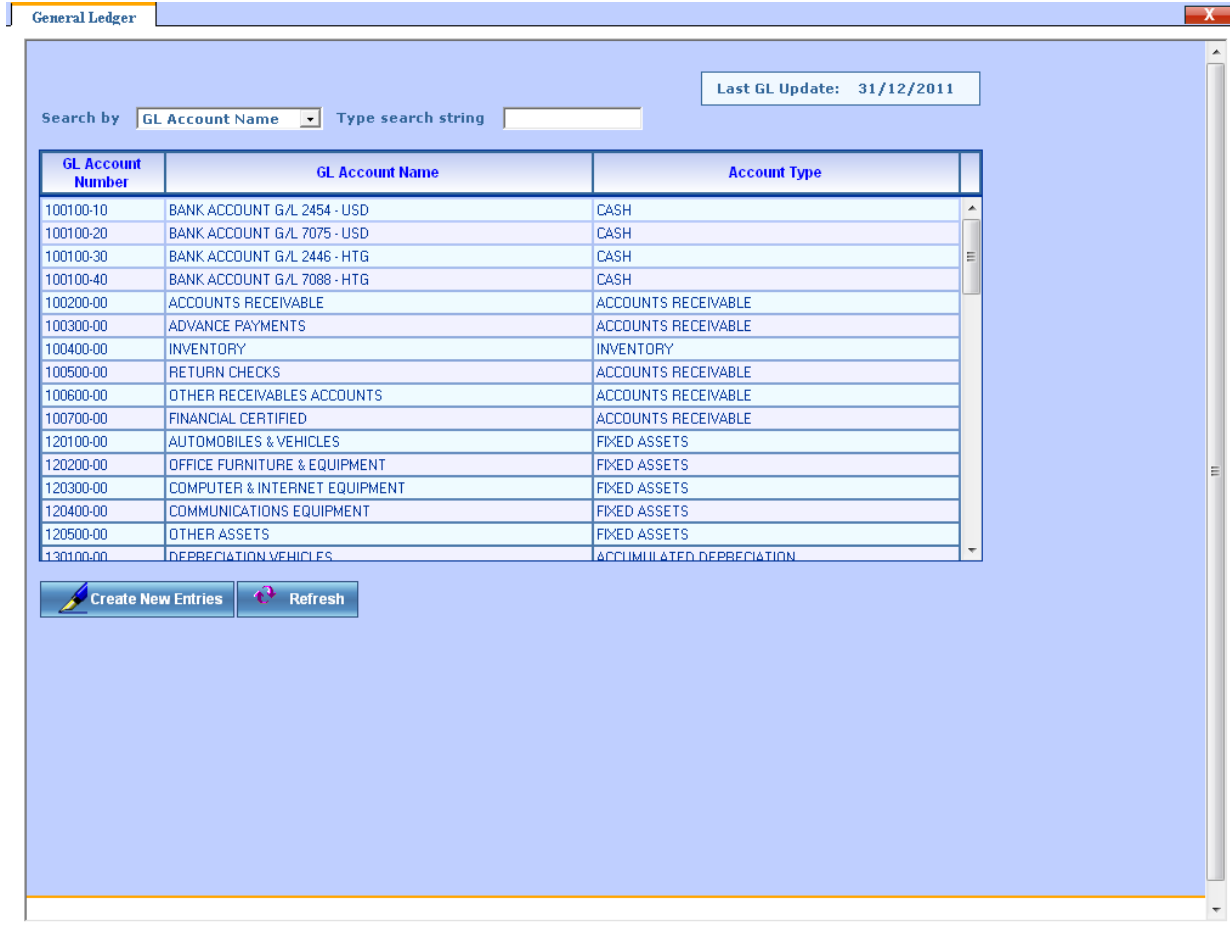 General Ledger
X
Last GL Update: 31/12/2011
Search by GL Account Name Type search string
GL Account Number GL Account Name Account Type
100100-10 BANK ACCOUNT G/L 2454 - USD CASH
100100-20 BANK ACCOUNT G/L 7075 - USD CASH
100100-30 BANK ACCOUNT G/L 2446 - HTG CASH
100100-40 BANK ACCOUNT G/L 7088 - HTG CASH
100200-00 ACCOUNTS RECEIVABLE ACCOUNTS RECEIVABLE
100300-00 ADVANCE PAYMENTS ACCOUNTS RECEIVABLE
100400-00 INVENTORY INVENTORY
100500-00 RETURN CHECKS ACCOUNTS RECEIVABLE
100600-00 OTHER RECEIVABLES ACCOUNTS ACCOUNTS RECEIVABLE
100700-00 FINANCIAL CERTIFIED ACCOUNTS RECEIVABLE
120100-00 AUTOMOBILES & VEHICLES FIXED ASSETS
120200-00 OFFICE FURNITURE & EQUIPMENT FIXED ASSETS
120300-00 COMPUTER & INTERNET EQUIPMENT FIXED ASSETS
120400-00 COMMUNICATIONS EQUIPMENT FIXED ASSETS
120500-00 OTHER ASSETS FIXED ASSETS
130100-00 DEPRECIATION VEHICLES ACCUMULATED DEPRECIATION
Create New Entries Refresh